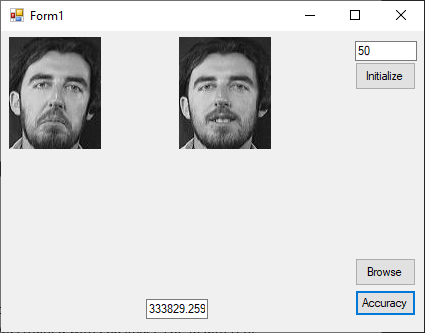 Form1
50
Initialize
Browse
Accuracy
333829.259